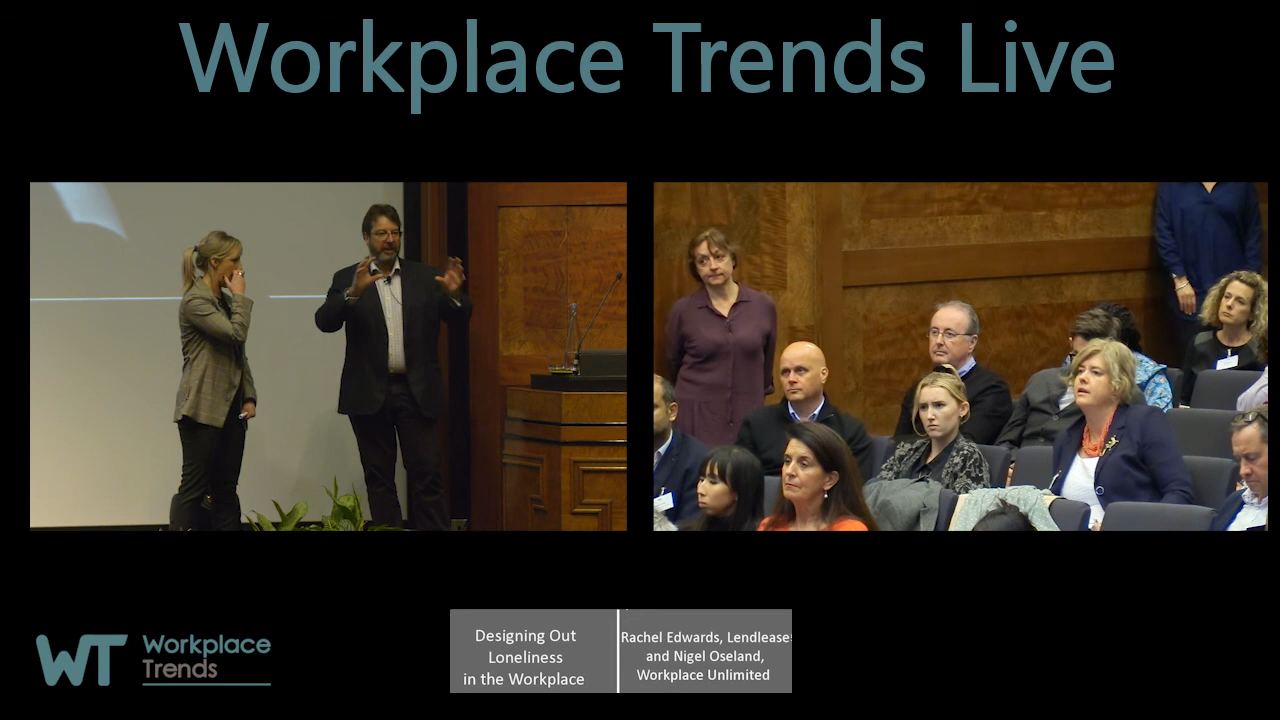 Workplace Trends Live
WT Workplace
Trends
Designing Out
Loneliness
in the Workplace
Rachel Edwards, Lendlease
and Nigel Oseland,
Workplace Unlimited